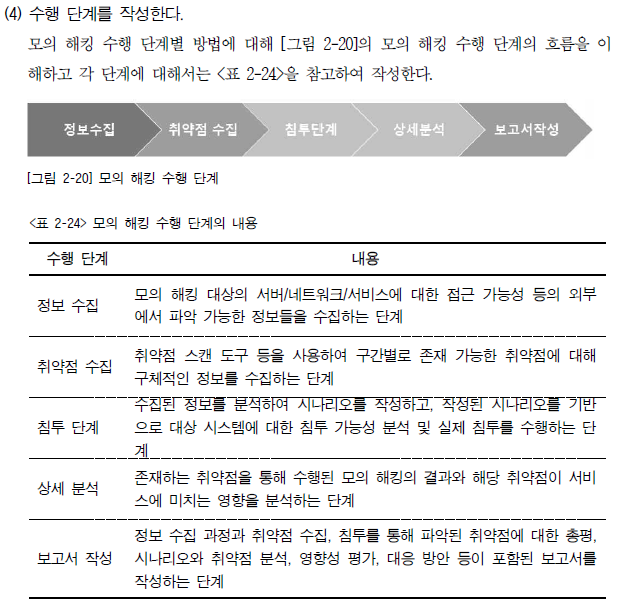 (4) 수행 단계를 작성한다.
모의 해킹 수행 단계별 방법에 대해 [그림 2-20]의 모의 해킹 수행 단계의 흐름을 이
해하고 각 단계에 대해서는 <표 2-24>을 참고하여 작성한다.
정보수집 취약점 수집 침투단계 상세분석 보고서작성
[그림 2-20] 모의 해킹 수행 단계
<표 2-24> 모의 해킹 수행 단계의 내용
수행 단계 내용
정보 수집
모의 해킹 대상의 서버/네트워크/서비스에 대한 접근 가능성 등의 외부
에서 파악 가능한 정보들을 수집하는 단계
취약점 수집
취약점 스캔 도구 등을 사용하여 구간별로 존재 가능한 취약점에 대해
구체적인 정보를 수집하는 단계
침투 단계
수집된 정보를 분석하여 시나리오를 작성하고, 작성된 시나리오를 기반
으로 대상 시스템에 대한 침투 가능성 분석 및 실제 침투를 수행하는 단
계
상세 분석
존재하는 취약점을 통해 수행된 모의 해킹의 결과와 해당 취약점이 서비
스에 미치는 영향을 분석하는 단계
보고서 작성
정보 수집 과정과 취약점 수집, 침투를 통해 파악된 취약점에 대한 총평,
시나리오와 취약점 분석, 영향성 평가, 대응 방안 등이 포함된 보고서를
작성하는 단계